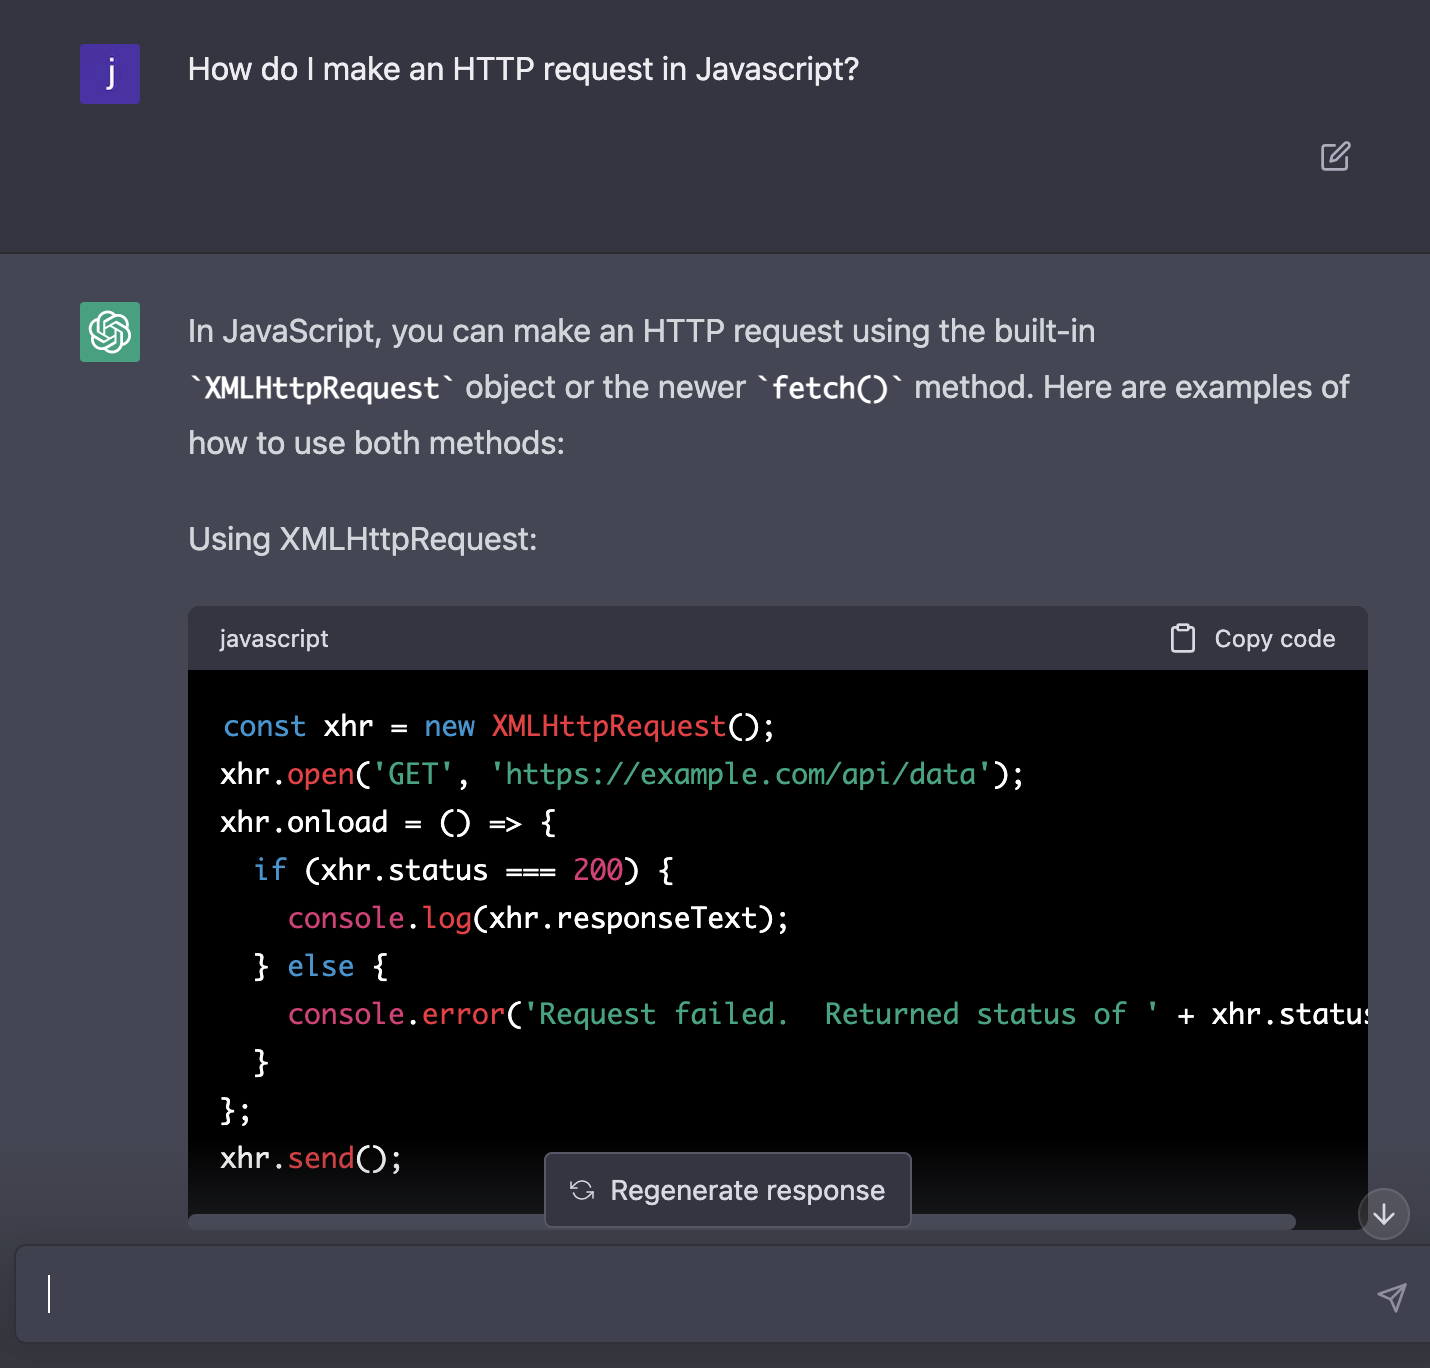 j
How do I make an HTTP request in Javascript?
In JavaScript, you can make an HTTP request using the built-in
`XMLHttpRequest` object or the newer `fetch()` method. Here are examples of
how to use both methods:
Using XMLHttpRequest:
javascript
Copy code
const xhr = new XMLHttpRequest();
xhr.open('GET', 'https://example.com/api/data');
xhr.onload = () => {
  if (xhr.status === 200) {
    console.log(xhr.responseText);
  } else {
    console.error('Request failed.  Returned status of ' + xhr.status
  }
};
xhr.send();
Regenerate response